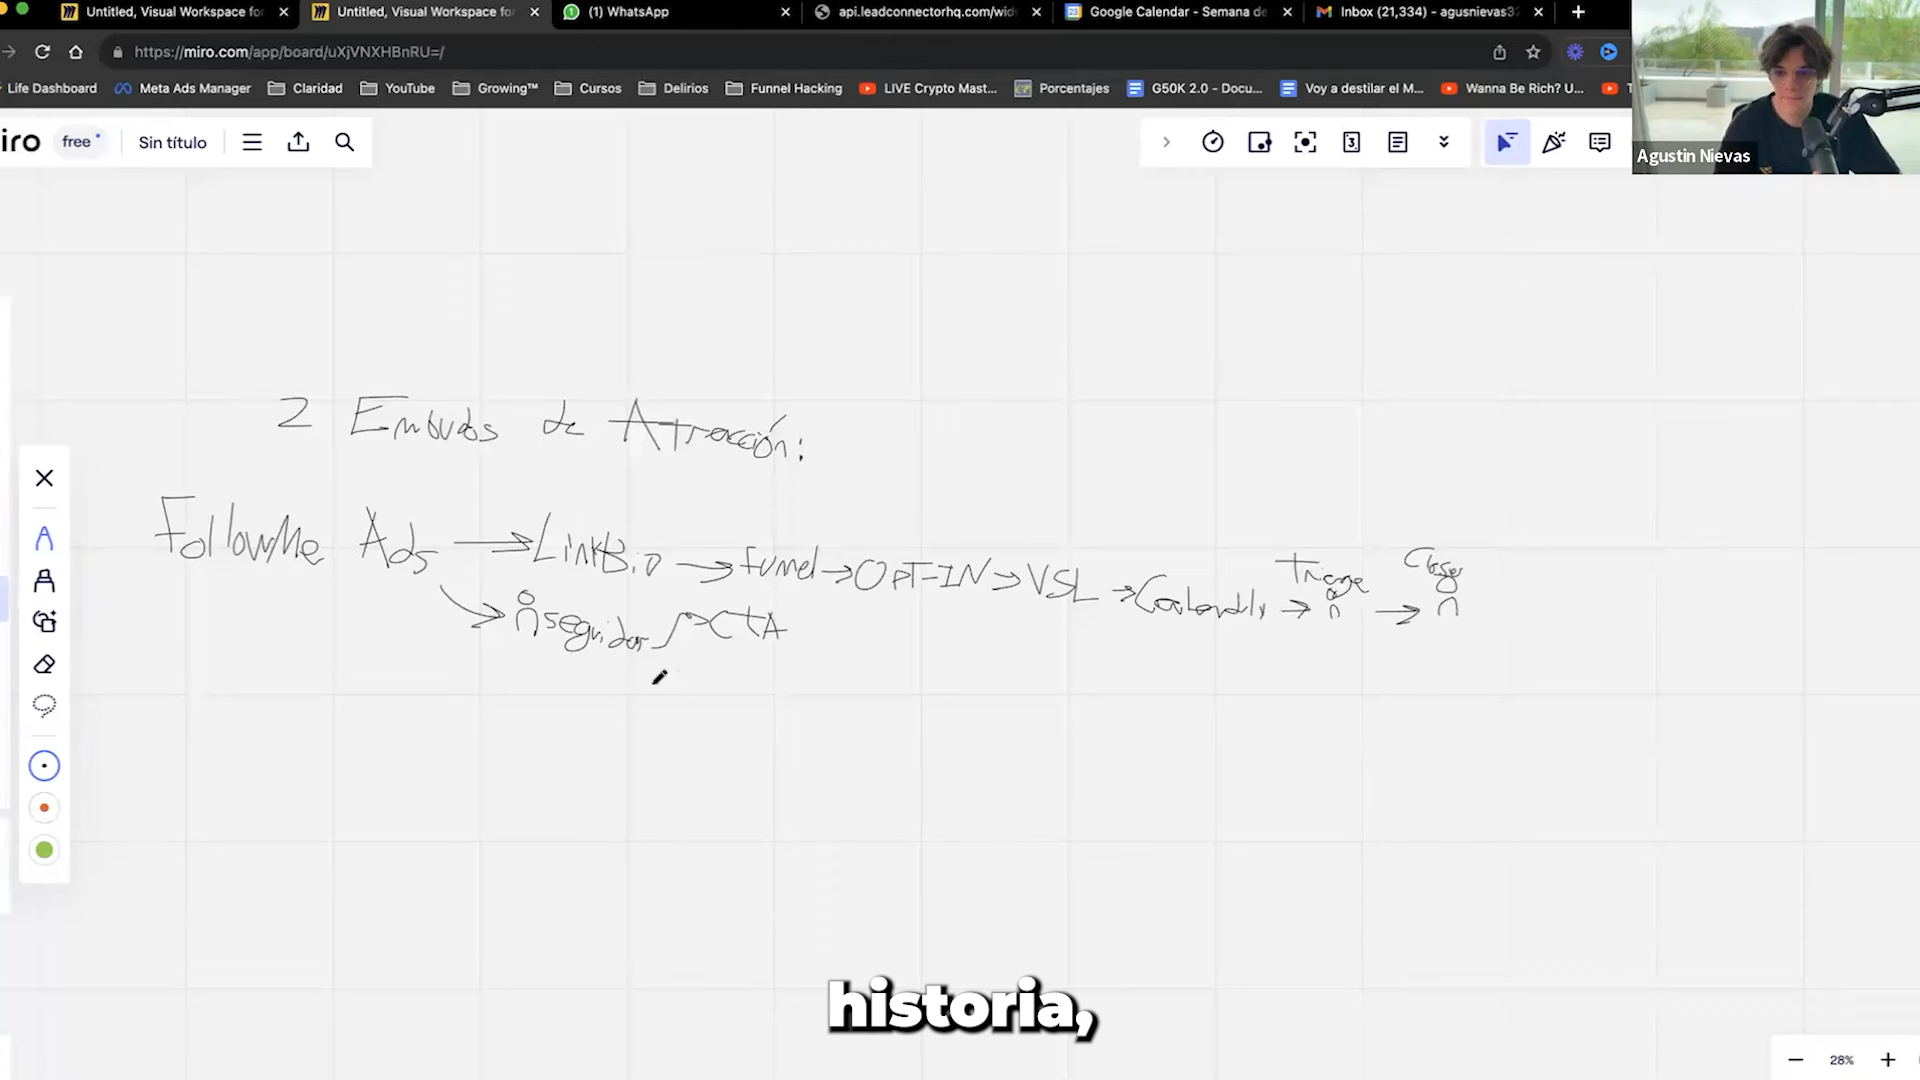 Untitled, Visual Workspace for
Untitled, Visual Workspace for
(1) WhatsApp
api.leadconnectorhq.com/wid
Google Calendar - Semana de
Inbox (21,334) - agusnievas32
https://miro.com/app/board/uXjVNXHBnRU=/
Life Dashboard
Meta Ads Manager
Claridad
YouTube
Growing™
Cursos
Delirios
Funnel Hacking
LIVE Crypto Mast...
Porcentajes
G50K 2.0 - Docu...
Voy a destilar el M...
Wanna Be Rich? U...
iro
free
Sin título
3
Agustin Nievas
2 Embudos de Atracción:
FollowMe Ads → LinkBio → Funnel → OPT-IN → VSL → Calendly → Triage → Closer
seguidor → CTA
historia,
28%